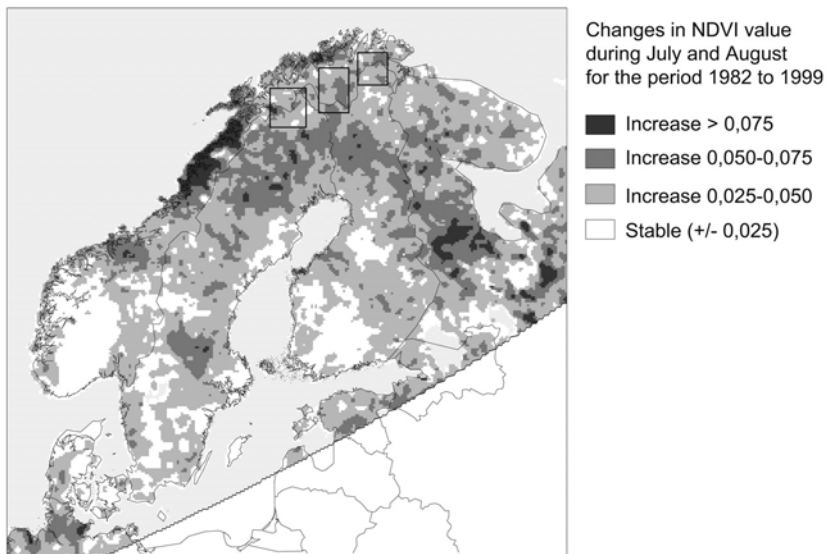 Changes in NDVI value
during July and August
for the period 1982 to 1999
Increase > 0,075
Increase 0,050-0,075
Increase 0,025-0,050
Stable (+/- 0,025)